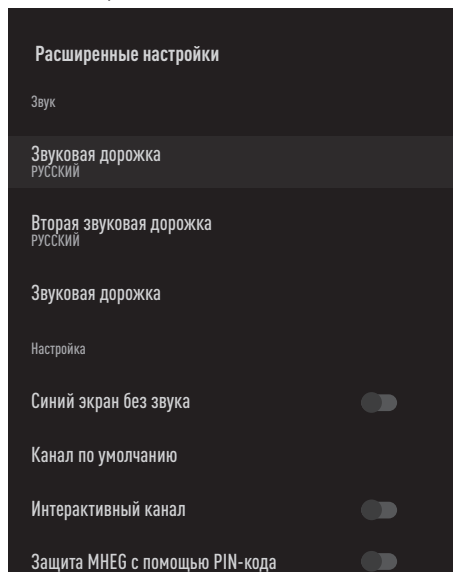 Расширенные настройки
Звук
Звуковая дорожка
РУССКИЙ
Вторая звуковая дорожка
РУССКИЙ
Звуковая дорожка
Настройка
Синий экран без звука
Канал по умолчанию
Интерактивный канал
Защита MHEG с помощью PIN-кода